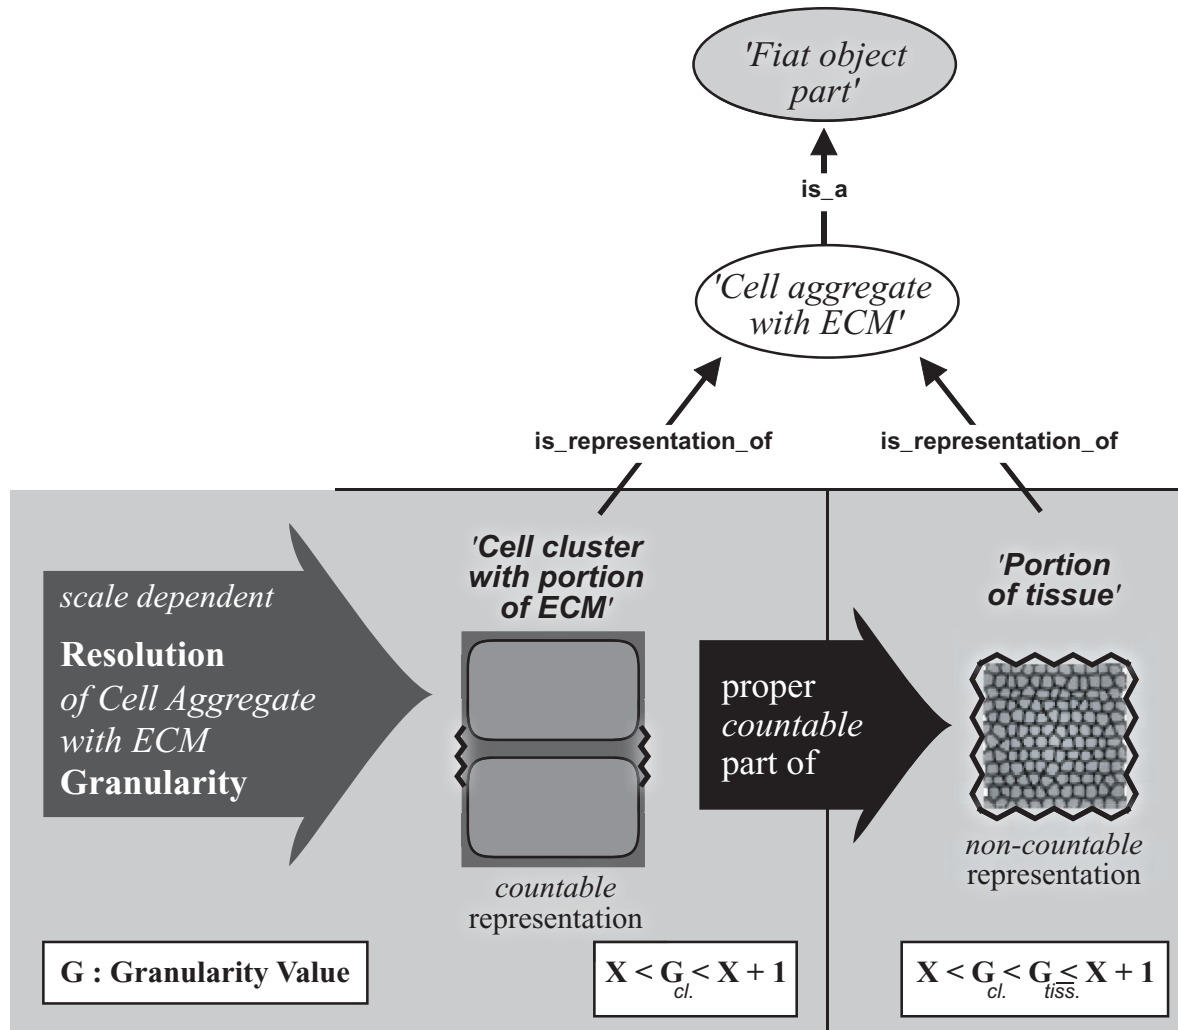 'Fiat object
part'
is_a
'Cell aggregate
with ECM'
is_representation_of
is_representation_of
scale dependent
Resolution
of Cell Aggregate
with ECM
Granularity
'Cell cluster
with portion
of ECM'
countable
representation
proper
countable
part of
'Portion
of tissue'
non-countable
representation
G : Granularity Value
X < G < X + 1
cl.
X < G < G ≤ X + 1
cl. tiss.